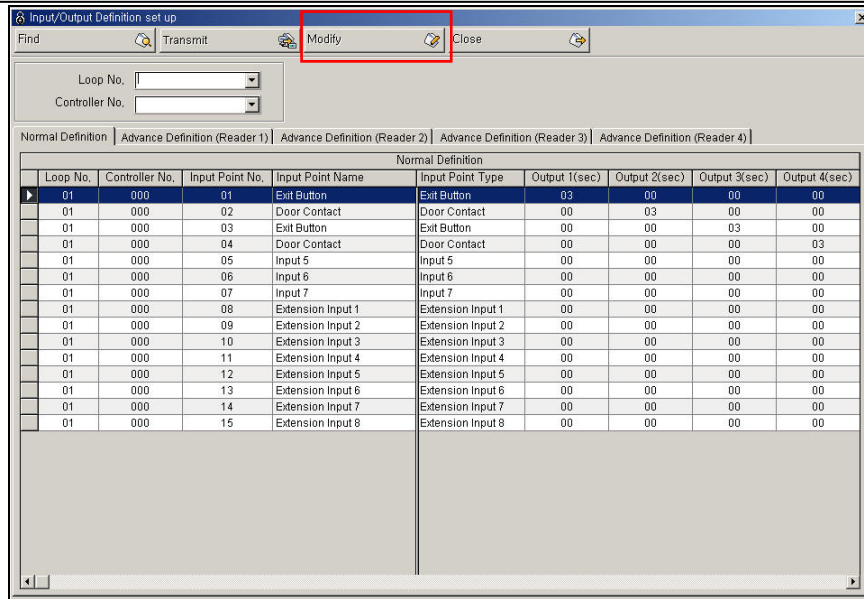 Input/Output Definition set up
Find Transmit Modify Close
Loop No,
Controller No,
Normal Definition Advance Definition (Reader 1) Advance Definition (Reader 2) Advance Definition (Reader 3) Advance Definition (Reader 4)
Normal Definition
Loop No, Controller No, Input Point No, Input Point Name Input Point Type Output 1(sec) Output 2(sec) Output 3(sec) Output 4(sec)
01 000 01 Exit Button Exit Button 03 00 00 00
01 000 02 Door Contact Door Contact 00 03 00 00
01 000 03 Exit Button Exit Button 00 00 03 00
01 000 04 Door Contact Door Contact 00 00 00 03
01 000 05 Input 5 Input 5 00 00 00 00
01 000 06 Input 6 Input 6 00 00 00 00
01 000 07 Input 7 Input 7 00 00 00 00
01 000 08 Extension Input 1 Extension Input 1 00 00 00 00
01 000 09 Extension Input 2 Extension Input 2 00 00 00 00
01 000 10 Extension Input 3 Extension Input 3 00 00 00 00
01 000 11 Extension Input 4 Extension Input 4 00 00 00 00
01 000 12 Extension Input 5 Extension Input 5 00 00 00 00
01 000 13 Extension Input 6 Extension Input 6 00 00 00 00
01 000 14 Extension Input 7 Extension Input 7 00 00 00 00
01 000 15 Extension Input 8 Extension Input 8 00 00 00 00